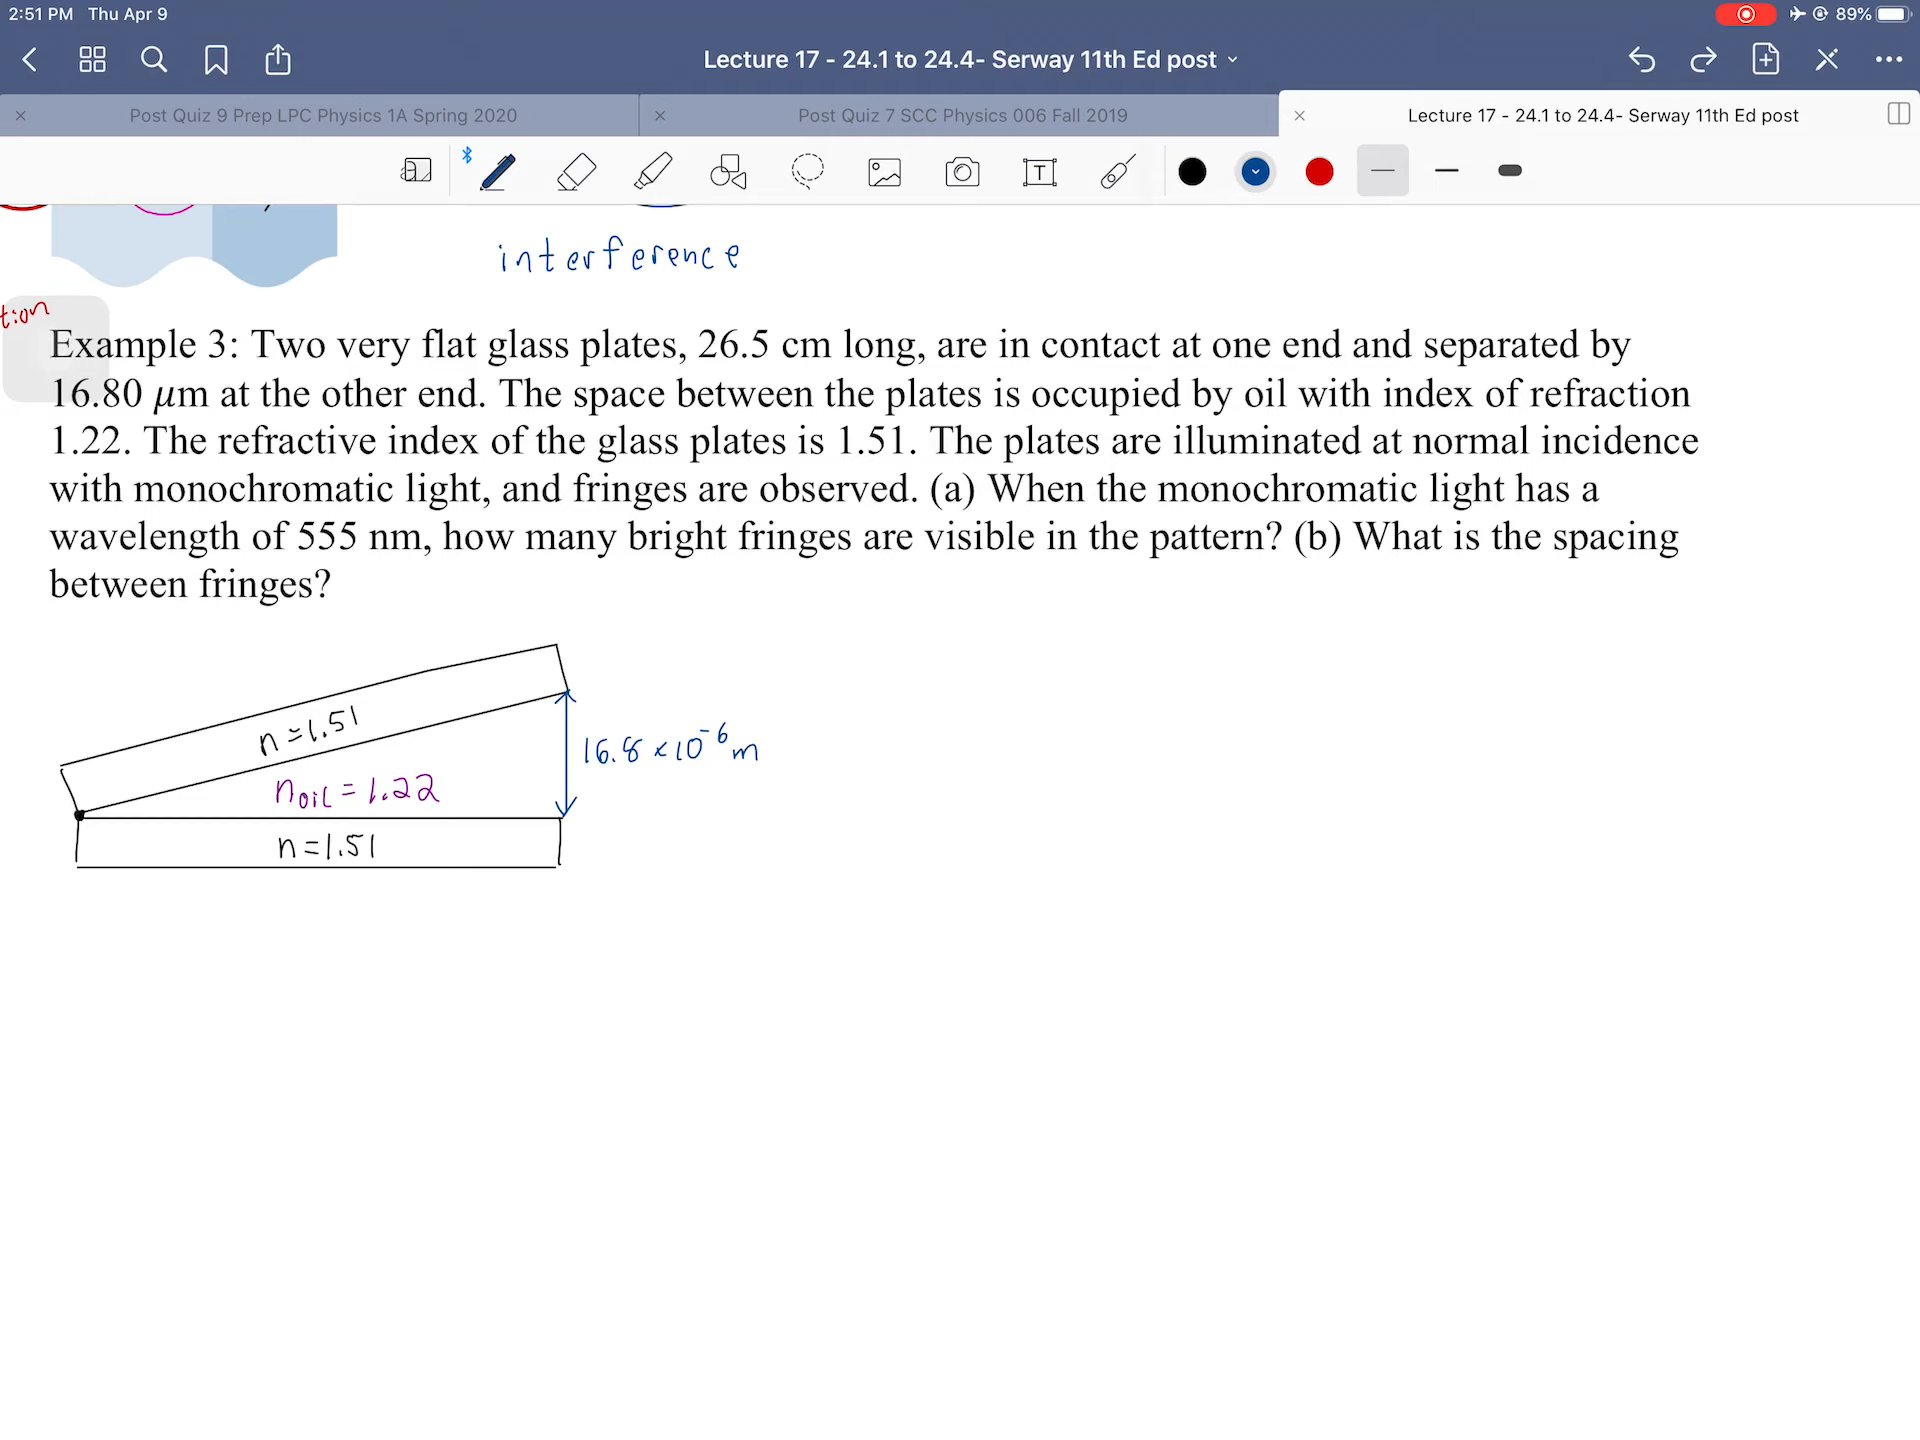 2:51 PM Thu Apr 9
89%
Lecture 17 - 24.1 to 24.4- Serway 11th Ed post
Post Quiz 9 Prep LPC Physics 1A Spring 2020
Post Quiz 7 SCC Physics 006 Fall 2019
Lecture 17 - 24.1 to 24.4- Serway 11th Ed post
interference
tion
Example 3: Two very flat glass plates, 26.5 cm long, are in contact at one end and separated by
16.80 μm at the other end. The space between the plates is occupied by oil with index of refraction
1.22. The refractive index of the glass plates is 1.51. The plates are illuminated at normal incidence
with monochromatic light, and fringes are observed. (a) When the monochromatic light has a
wavelength of 555 nm, how many bright fringes are visible in the pattern? (b) What is the spacing
between fringes?
n=1.51
16.8 ×10⁻⁶ m
noil = 1.22
n=1.51